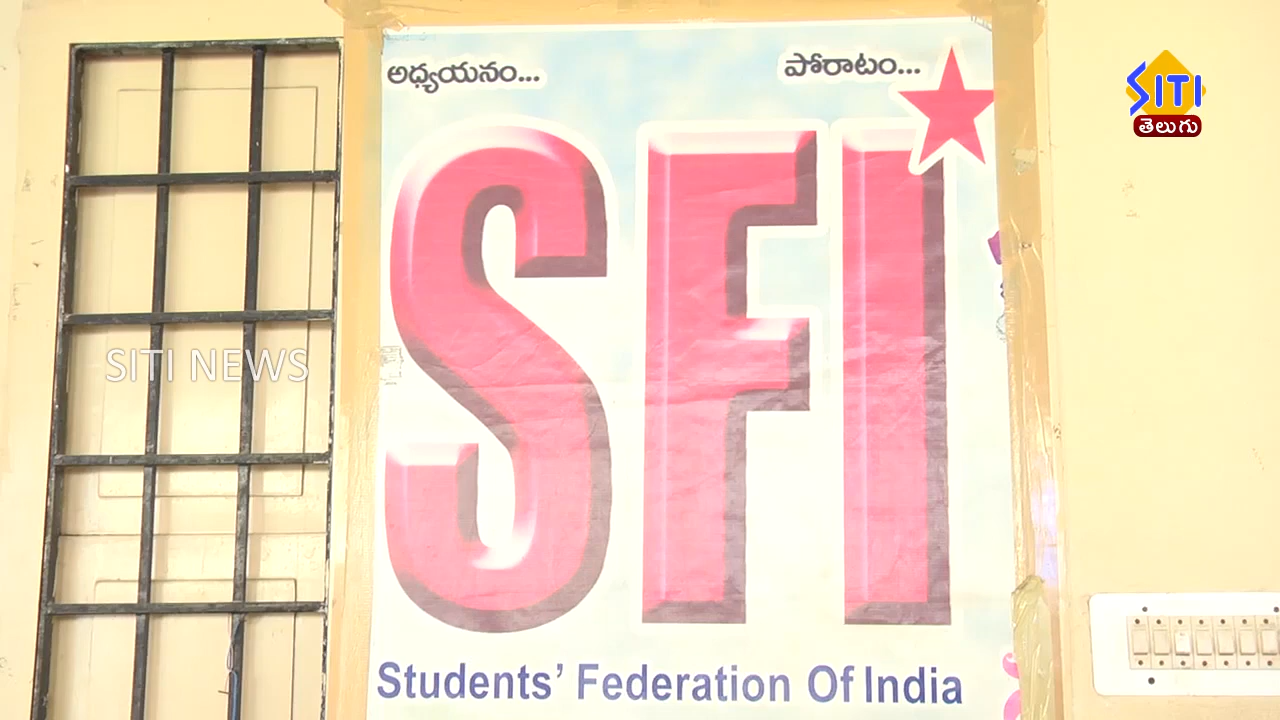 అధ్యయనం... పోరాటం...
SITI
తెలుగు
SFI
SITI NEWS
Students’ Federation Of India